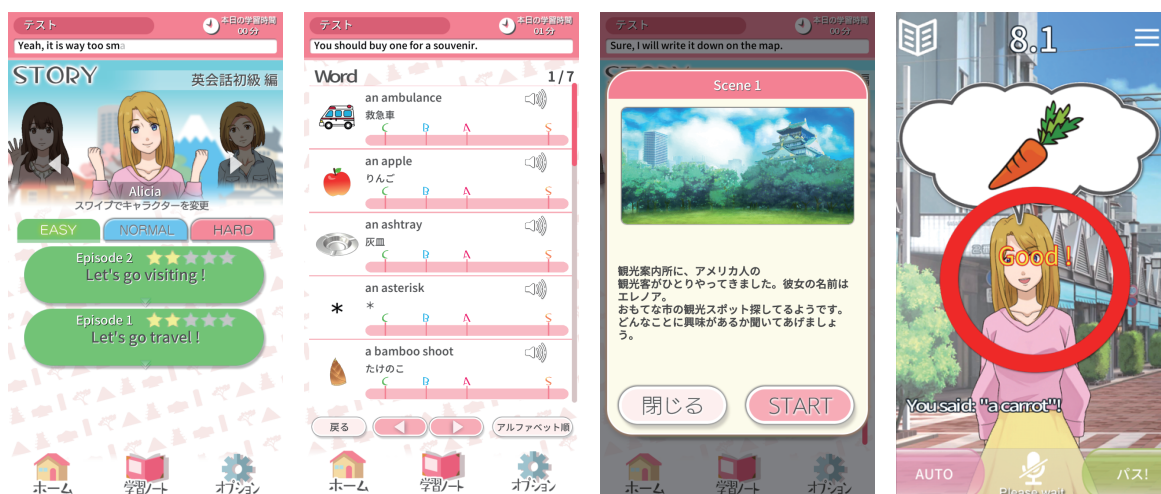 テスト
本日の学習時間
00分
Yeah, it is way too sma
STORY
英会話初級 編
Alicia
スワイプでキャラクターを変更
EASY
NORMAL
HARD
Episode 2
Let's go visiting !
Episode 1
Let's go travel !
ホーム
学習ノート
オプション
テスト
本日の学習時間
01分
You should buy one for a souvenir.
Word
1/7
an ambulance
救急車
C B A S
an apple
りんご
C B A S
an ashtray
灰皿
C B A S
an asterisk
*
*
C B A S
a bamboo shoot
たけのこ
C B A S
戻る
アルファベット順
ホーム
学習ノート
オプション
テスト
本日の学習時間
00分
Sure, I will write it down on the map.
Scene 1
観光案内所に、アメリカ人の
観光客がひとりやってきました。彼女の名前は
エレノア。
おもてな市の観光スポット探してるようです。
どんなことに興味があるか聞いてあげましょ
う。
閉じる
START
ホーム
学習ノート
オプション
8.1
Good !
You said: "a carrot"!
AUTO
パス!
Please wait